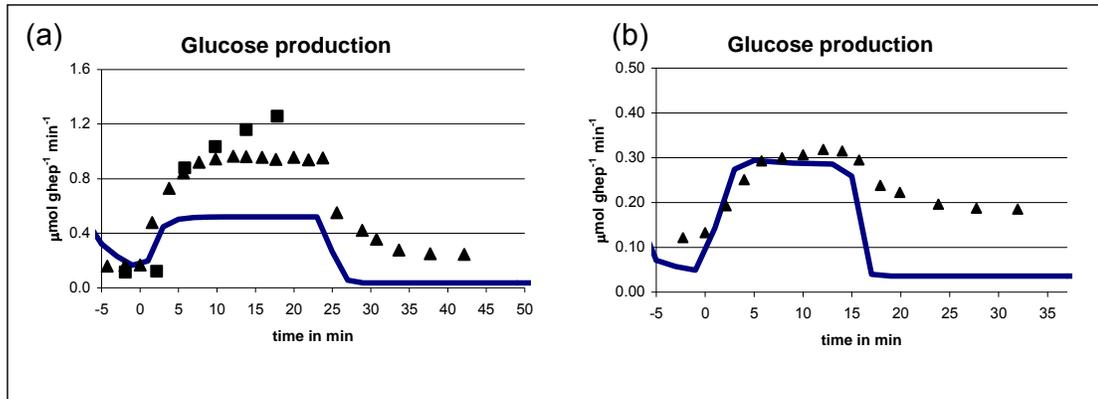 (a)
Glucose production
1.6
1.2
0.8
0.4
0.0
μmol ghep⁻¹ min⁻¹
-5 0 5 10 15 20 25 30 35 40 45 50
time in min
(b)
Glucose production
0.50
0.40
0.30
0.20
0.10
0.00
μmol ghep⁻¹ min⁻¹
-5 0 5 10 15 20 25 30 35
time in min